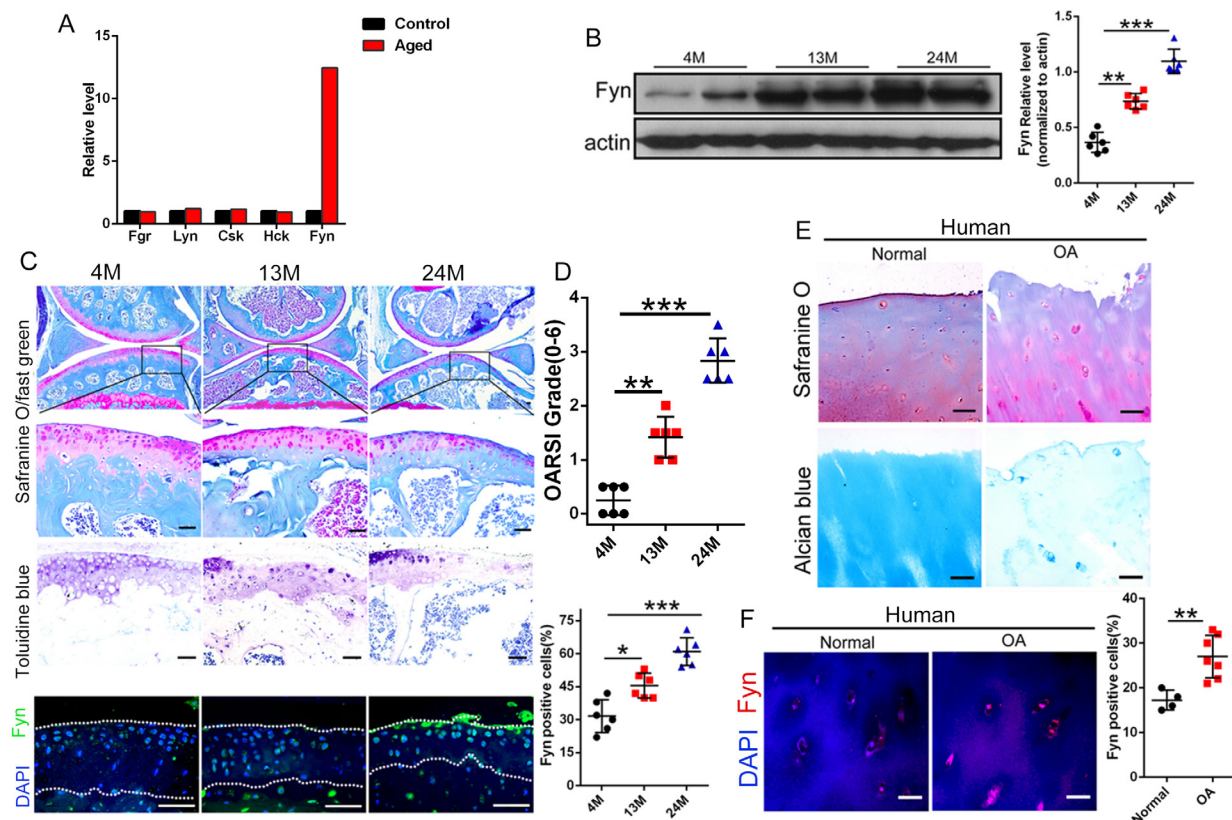 A
Control
Aged
Relative level
15
10
5
0
Fgr Lyn Csk Hck Fyn
B
4M 13M 24M
Fyn
actin
Fyn Relative level
(normalized to actin)
1.5
1.0
0.5
0.0
***
**
4M 13M 24M
C
4M 13M 24M
Safranine O/fast green
Toluidine blue
DAPI Fyn
D
OARSI Grade(0-6)
4
3
2
1
0
***
**
4M 13M 24M
Fyn positive cells(%)
75
60
45
30
15
0
***
*
4M 13M 24M
E
Human
Normal OA
Safranine O
Alcian blue
F
Human
Normal OA
DAPI Fyn
Fyn positive cells(%)
40
30
20
10
0
**
Normal OA